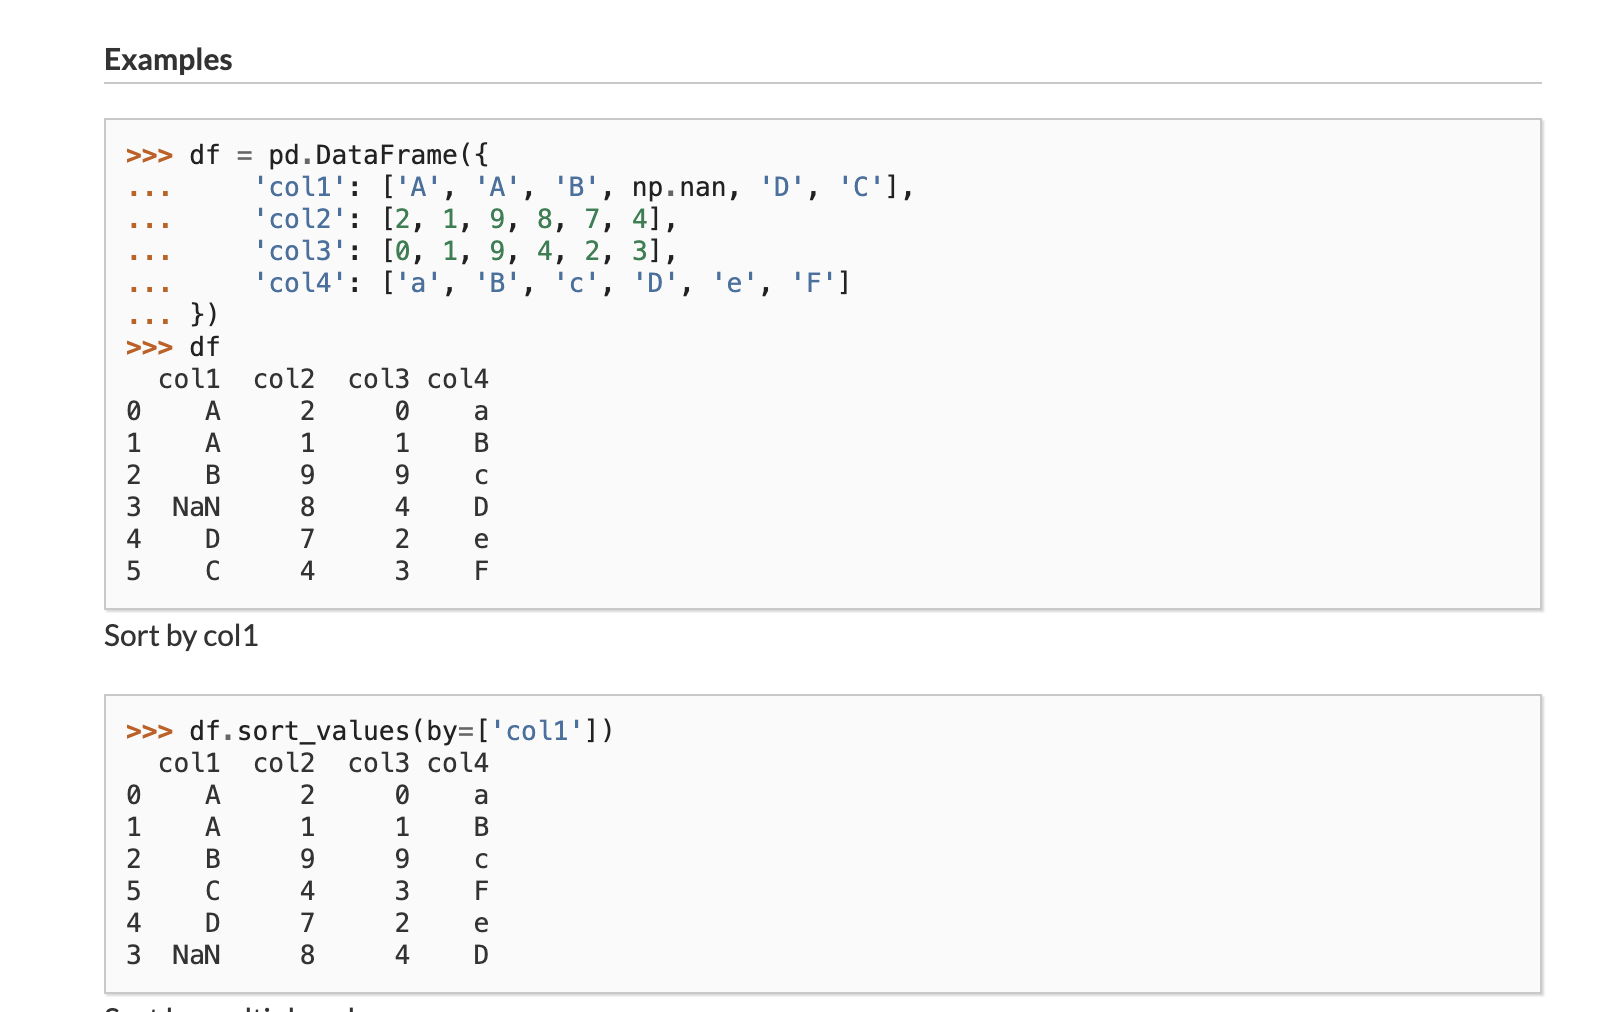 Examples
>>> df = pd.DataFrame({
...     'col1': ['A', 'A', 'B', np.nan, 'D', 'C'],
...     'col2': [2, 1, 9, 8, 7, 4],
...     'col3': [0, 1, 9, 4, 2, 3],
...     'col4': ['a', 'B', 'c', 'D', 'e', 'F']
... })
>>> df
  col1  col2  col3 col4
0    A     2     0    a
1    A     1     1    B
2    B     9     9    c
3  NaN     8     4    D
4    D     7     2    e
5    C     4     3    F
Sort by col1
>>> df.sort_values(by=['col1'])
  col1  col2  col3 col4
0    A     2     0    a
1    A     1     1    B
2    B     9     9    c
5    C     4     3    F
4    D     7     2    e
3  NaN     8     4    D